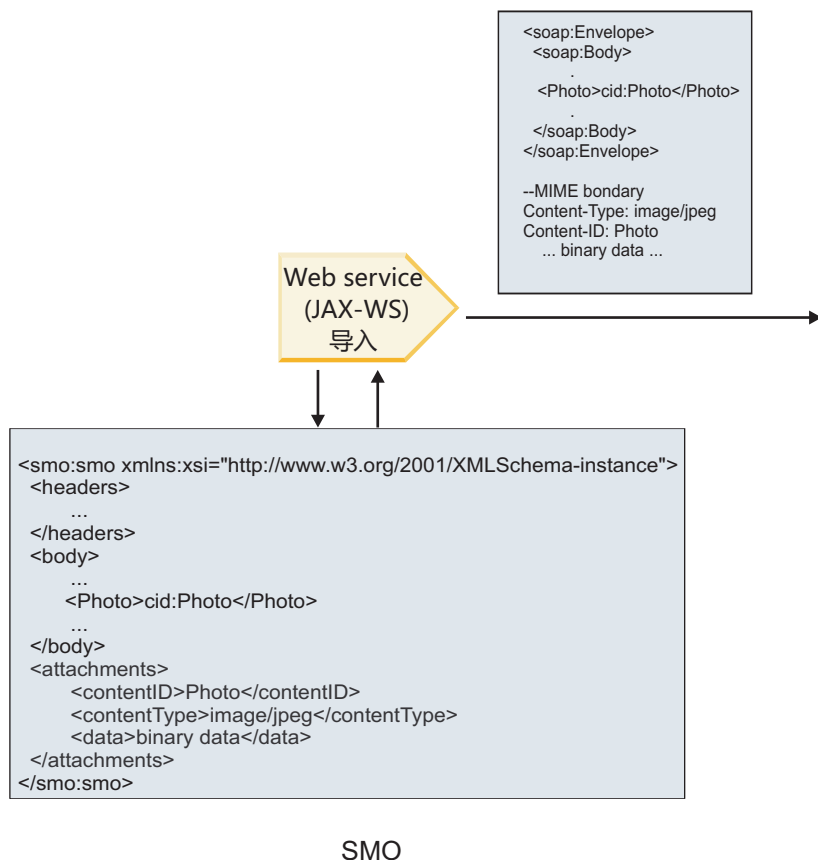 <soap:Envelope>
<soap:Body>
.
<Photo>cid:Photo</Photo>
.
</soap:Body>
</soap:Envelope>
--MIME bondary
Content-Type: image/jpeg
Content-ID: Photo
... binary data ...
Web service
(JAX-WS)
导入
<smo:smo xmlns:xsi="http://www.w3.org/2001/XMLSchema-instance">
<headers>
...
</headers>
<body>
...
<Photo>cid:Photo</Photo>
...
</body>
<attachments>
<contentID>Photo</contentID>
<contentType>image/jpeg</contentType>
<data>binary data</data>
</attachments>
</smo:smo>
SMO